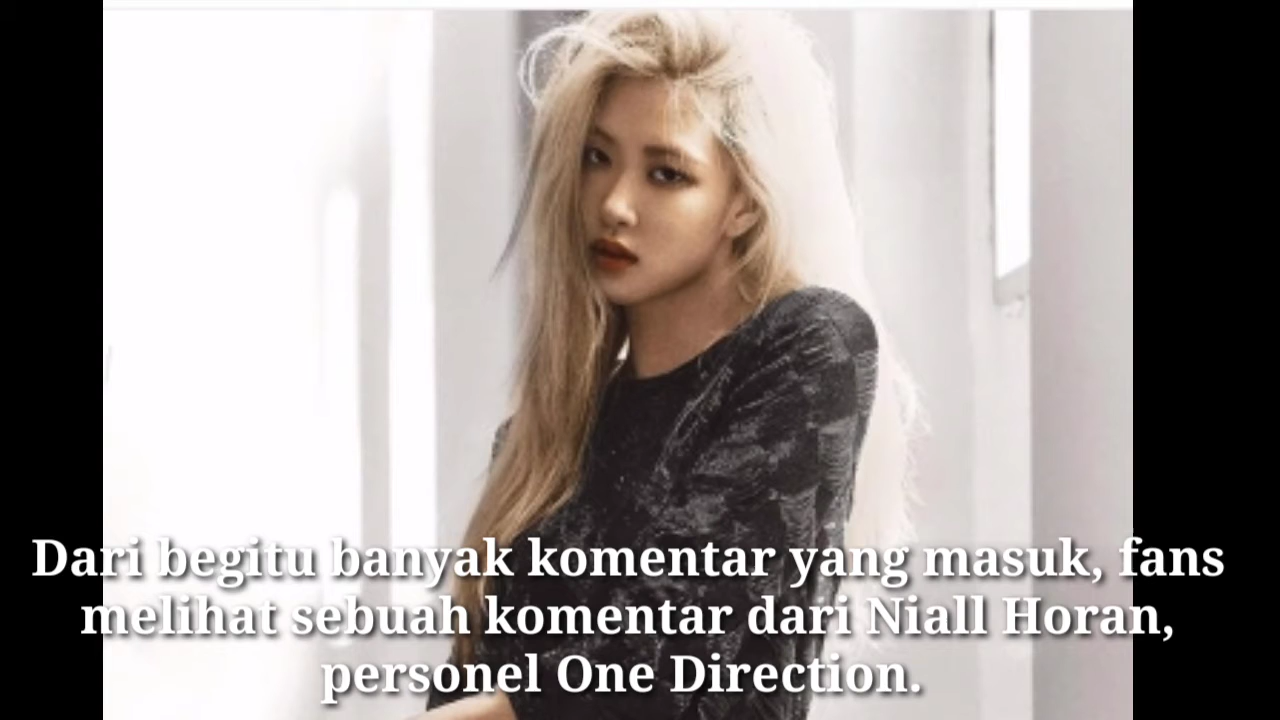 Dari begitu banyak komentar yang masuk, fans
melihat sebuah komentar dari Niall Horan,
personel One Direction.